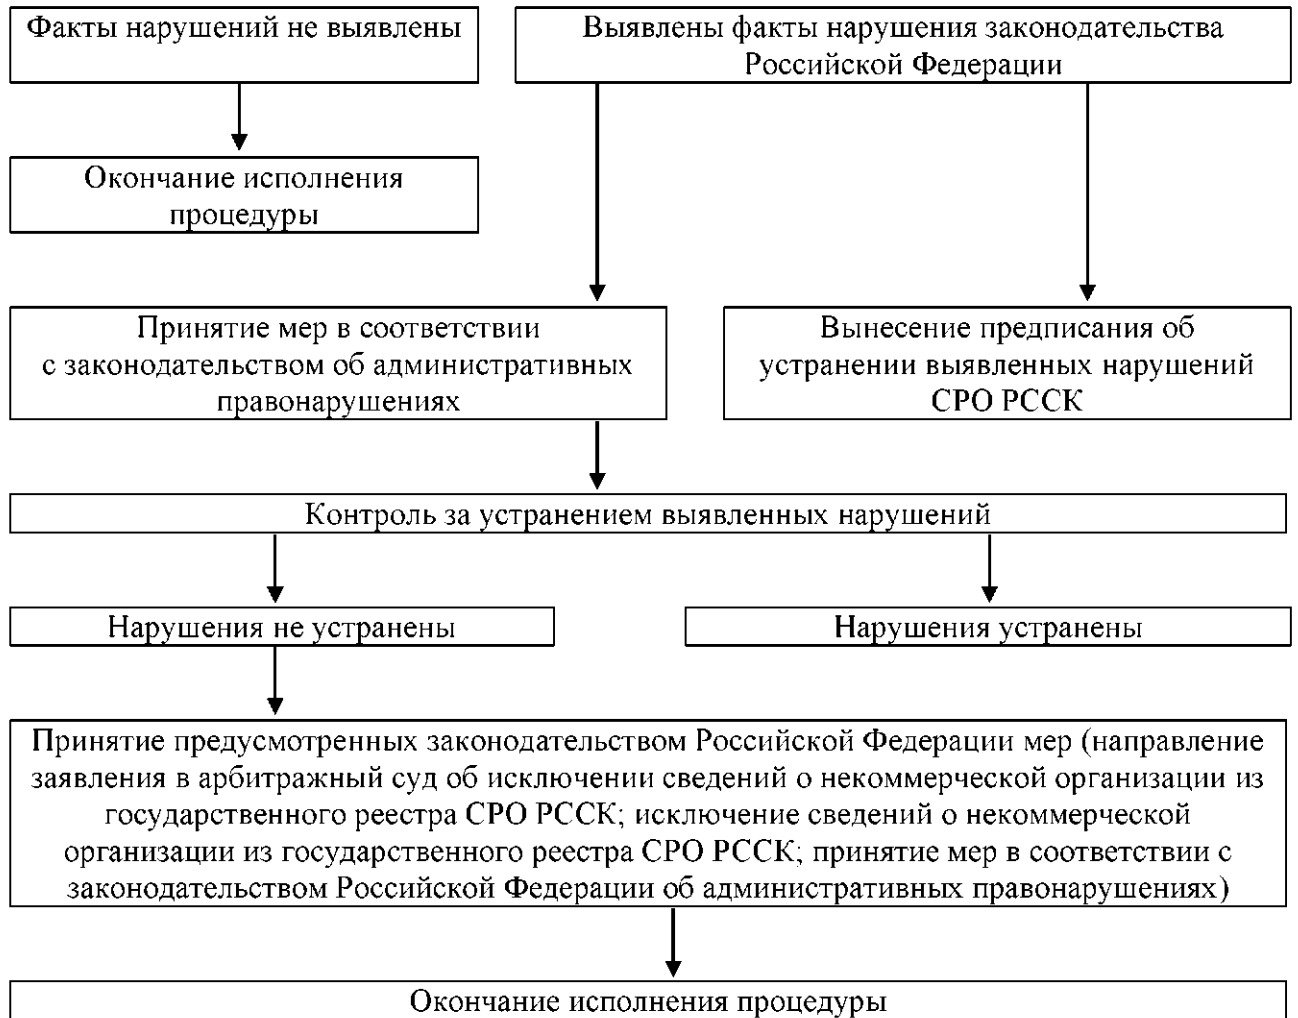 Факты нарушений не выявлены
Выявлены факты нарушения законодательства
Российской Федерации
Окончание исполнения
процедуры
Принятие мер в соответствии
с законодательством об административных
правонарушениях
Вынесение предписания об
устранении выявленных нарушений
СРО РССК
Контроль за устранением выявленных нарушений
Нарушения не устранены
Нарушения устранены
Принятие предусмотренных законодательством Российской Федерации мер (направление
заявления в арбитражный суд об исключении сведений о некоммерческой организации из
государственного реестра СРО РССК; исключение сведений о некоммерческой
организации из государственного реестра СРО РССК; принятие мер в соответствии с
законодательством Российской Федерации об административных правонарушениях)
Окончание исполнения процедуры